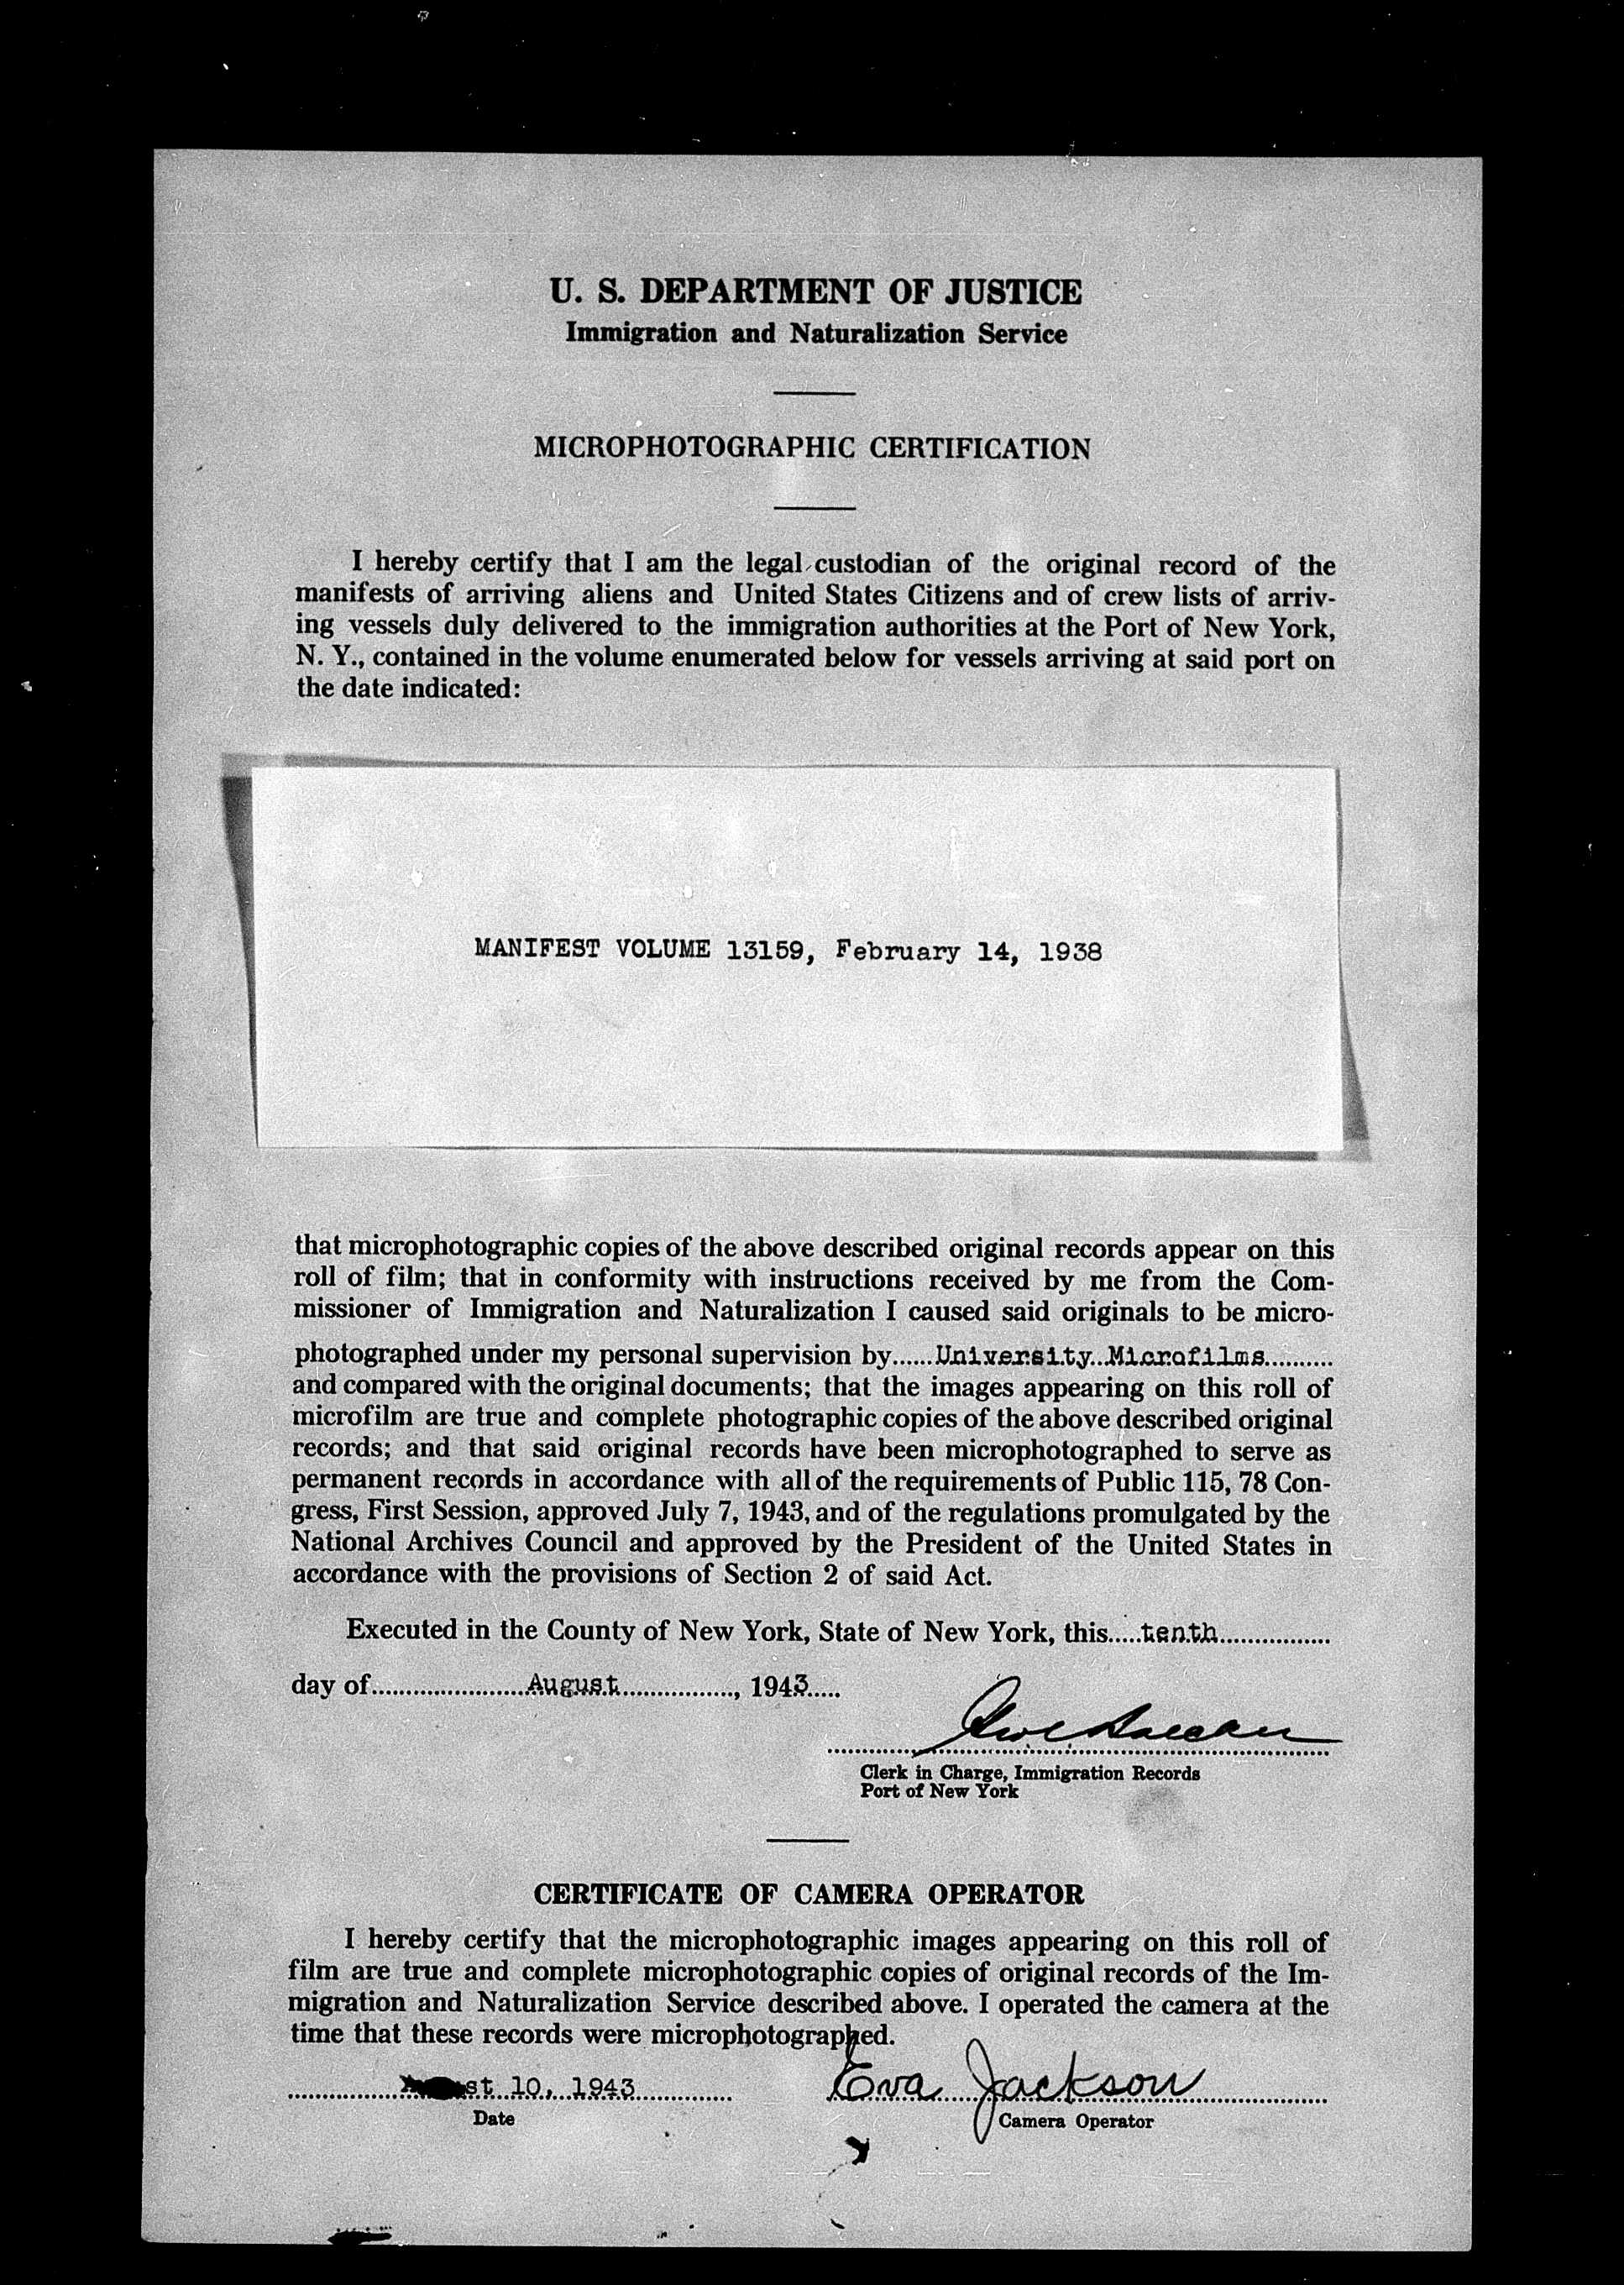 U. S. DEPARTMENT OF JUSTICE
Immigration and Naturalization Service
MICROPHOTOGRAPHIC CERTIFICATION
I hereby certify that I am the legal custodian of the original record of the
manifests of arriving aliens and United States Citizens and of crew lists of arriv-
ing vessels duly delivered to the immigration authorities at the Port of New York,
N. Y., contained in the volume enumerated below for vessels arriving at said port on
the date indicated:
MANIFEST VOLUME 13159, February 14, 1938
that microphotographic copies of the above described original records appear on this
roll of film; that in conformity with instructions received by me from the Com-
missioner of Immigration and Naturalization I caused said originals to be micro-
photographed under my personal supervision by......University Microfilms..........
and compared with the original documents; that the images appearing on this roll of
microfilm are true and complete photographic copies of the above described original
records; and that said original records have been microphotographed to serve as
permanent records in accordance with all of the requirements of Public 115, 78 Con-
gress, First Session, approved July 7, 1943, and of the regulations promulgated by the
National Archives Council and approved by the President of the United States in
accordance with the provisions of Section 2 of said Act.
Executed in the County of New York, State of New York, this.....tenth.................
day of.......................August................., 1943.....
Clerk in Charge, Immigration Records
Port of New York
CERTIFICATE OF CAMERA OPERATOR
I hereby certify that the microphotographic images appearing on this roll of
film are true and complete microphotographic copies of original records of the Im-
migration and Naturalization Service described above. I operated the camera at the
time that these records were microphotographed.
10, 1943 Eva Jackson
Date
Camera Operator